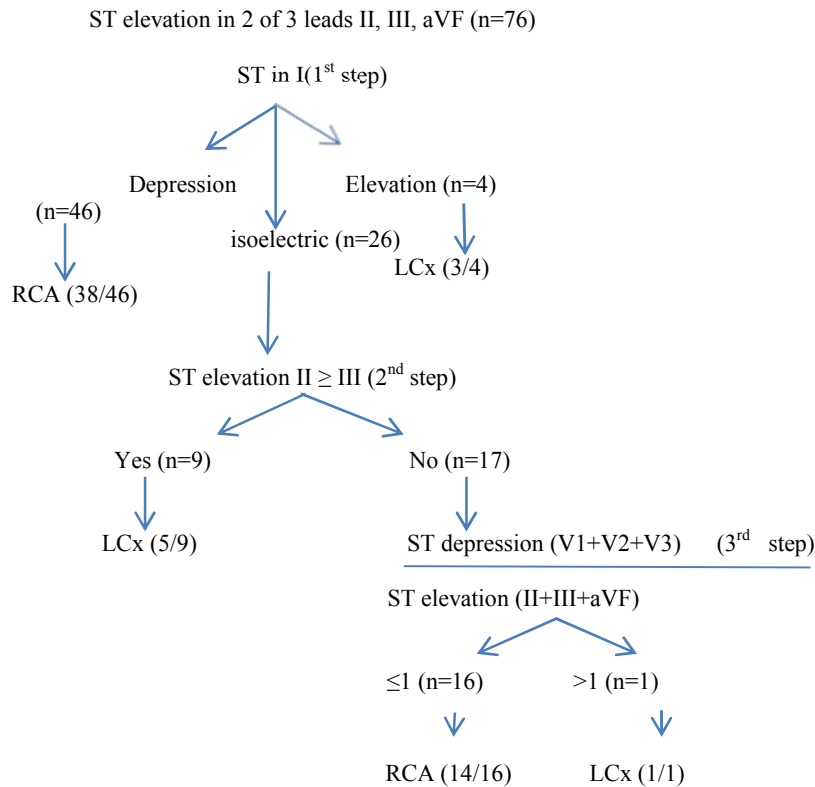 ST elevation in 2 of 3 leads II, III, aVF (n=76)
ST in I(1st step)
Depression
Elevation (n=4)
(n=46)
isoelectric (n=26)
LCx (3/4)
RCA (38/46)
ST elevation II ≥ III (2nd step)
Yes (n=9)
No (n=17)
LCx (5/9)
ST depression (V1+V2+V3) (3rd step)
ST elevation (II+III+aVF)
≤1 (n=16)
>1 (n=1)
RCA (14/16)
LCx (1/1)